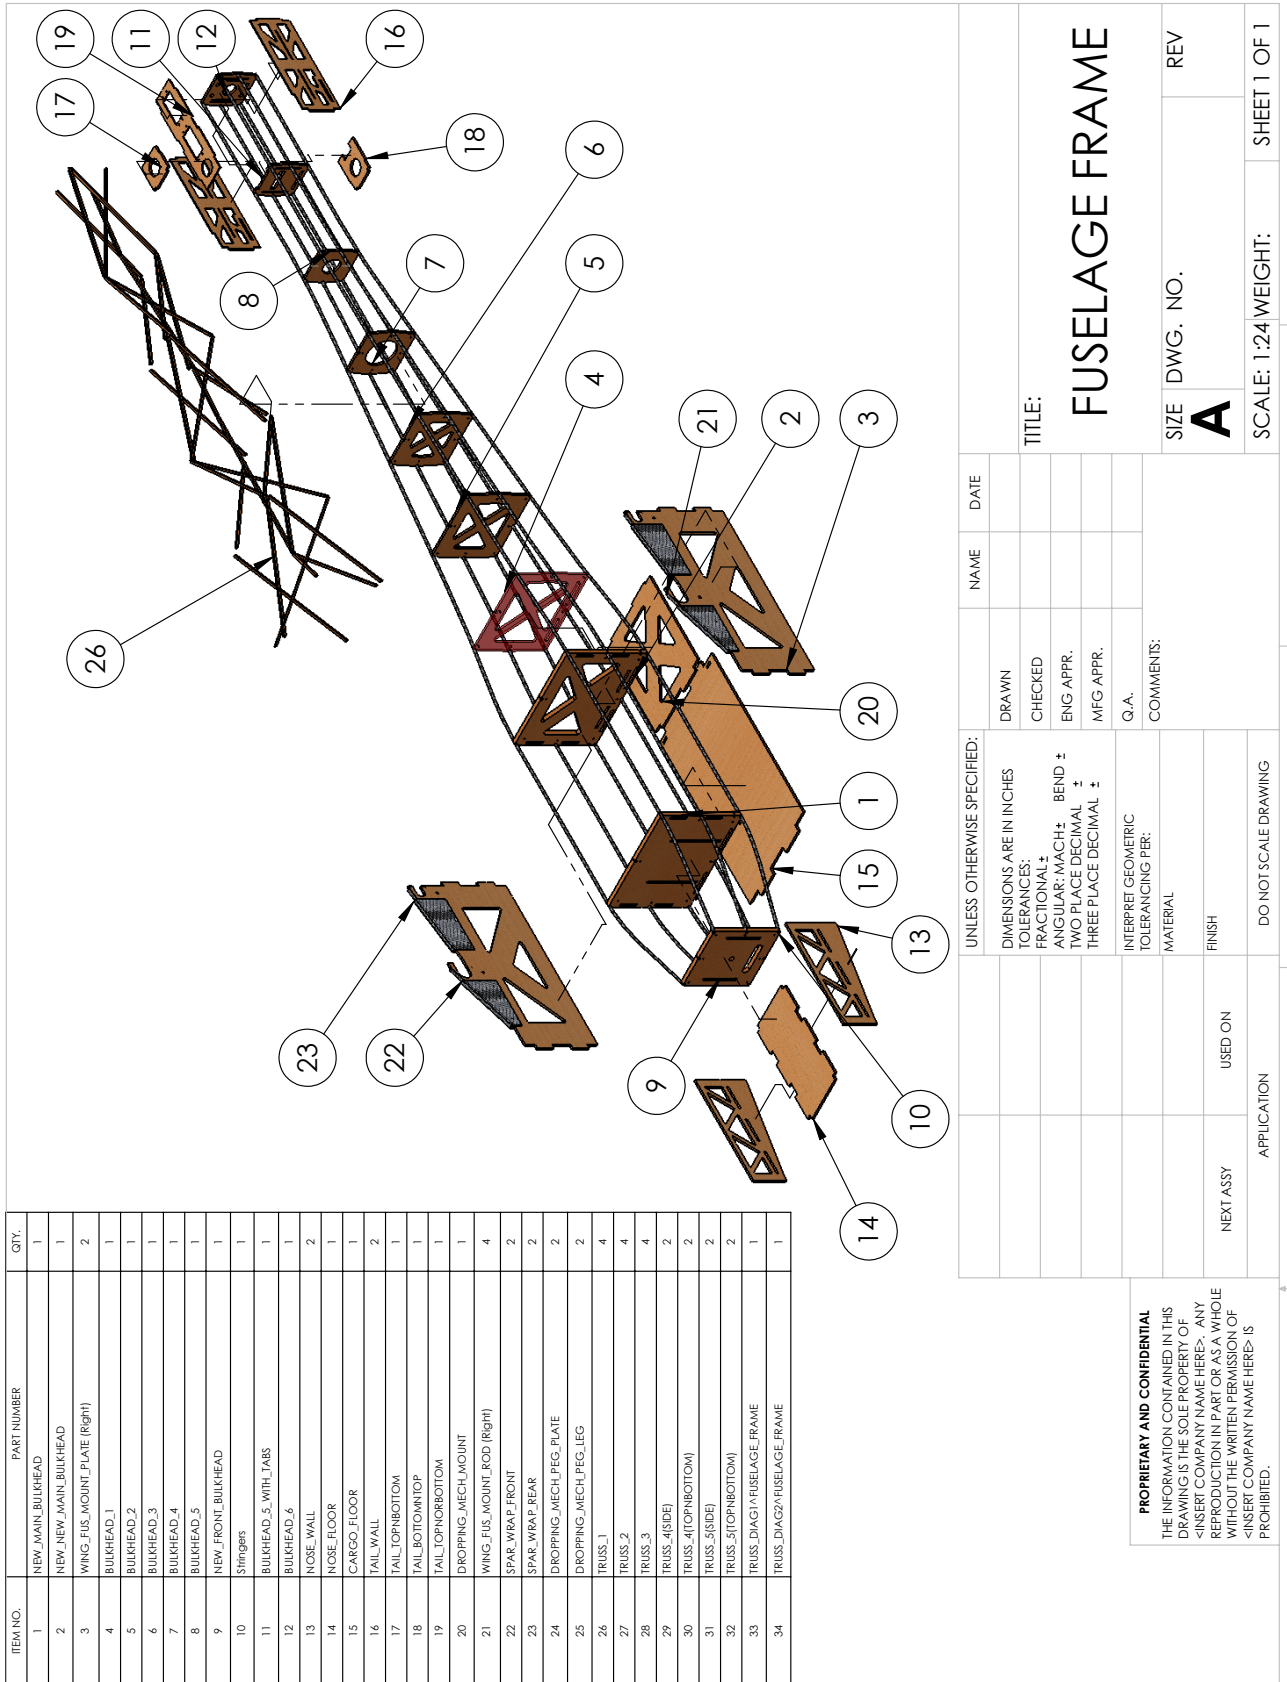 ITEM NO. PART NUMBER QTY.
1 NEW_MAIN_BULKHEAD 1
2 NEW_NEW_MAIN_BULKHEAD 1
3 WING_FUS_MOUNT_PLATE (Right) 2
4 BULKHEAD_1 1
5 BULKHEAD_2 1
6 BULKHEAD_3 1
7 BULKHEAD_4 1
8 BULKHEAD_5 1
9 NEW_FRONT_BULKHEAD 1
10 Stringers 1
11 BULKHEAD_5_WITH_TABS 1
12 BULKHEAD_6 1
13 NOSE_WALL 2
14 NOSE_FLOOR 1
15 CARGO_FLOOR 1
16 TAIL_WALL 2
17 TAIL_TOPNBOTTOM 1
18 TAIL_BOTTOMNTOP 1
19 TAIL_TOPNORBOTTOM 1
20 DROPPING_MECH_MOUNT 1
21 WING_FUS_MOUNT_ROD (Right) 4
22 SPAR_WRAP_FRONT 2
23 SPAR_WRAP_REAR 2
24 DROPPING_MECH_PEG_PLATE 2
25 DROPPING_MECH_PEG_LEG 2
26 TRUSS_1 4
27 TRUSS_2 4
28 TRUSS_3 4
29 TRUSS_4(SIDE) 2
30 TRUSS_4(TOPNBOTTOM) 2
31 TRUSS_5(SIDE) 2
32 TRUSS_5(TOPNBOTTOM) 2
33 TRUSS_DIAG1^FUSELAGE_FRAME 1
34 TRUSS_DIAG2^FUSELAGE_FRAME 1
19
11
12
17
16
18
6
8
7
5
4
26
21
2
3
20
1
15
23
22
9
13
10
14
PROPRIETARY AND CONFIDENTIAL
THE INFORMATION CONTAINED IN THIS
DRAWING IS THE SOLE PROPERTY OF
<INSERT COMPANY NAME HERE>. ANY
REPRODUCTION IN PART OR AS A WHOLE
WITHOUT THE WRITTEN PERMISSION OF
<INSERT COMPANY NAME HERE> IS
PROHIBITED.
NEXT ASSY
USED ON
APPLICATION
UNLESS OTHERWISE SPECIFIED:
DIMENSIONS ARE IN INCHES
TOLERANCES:
FRACTIONAL ±
ANGULAR: MACH ± BEND ±
TWO PLACE DECIMAL ±
THREE PLACE DECIMAL ±
INTERPRET GEOMETRIC
TOLERANCING PER:
MATERIAL
FINISH
DO NOT SCALE DRAWING
NAME DATE
DRAWN
CHECKED
ENG APPR.
MFG APPR.
Q.A.
COMMENTS:
TITLE:
FUSELAGE FRAME
SIZE DWG. NO. REV
A
SCALE: 1:24 WEIGHT: SHEET 1 OF 1